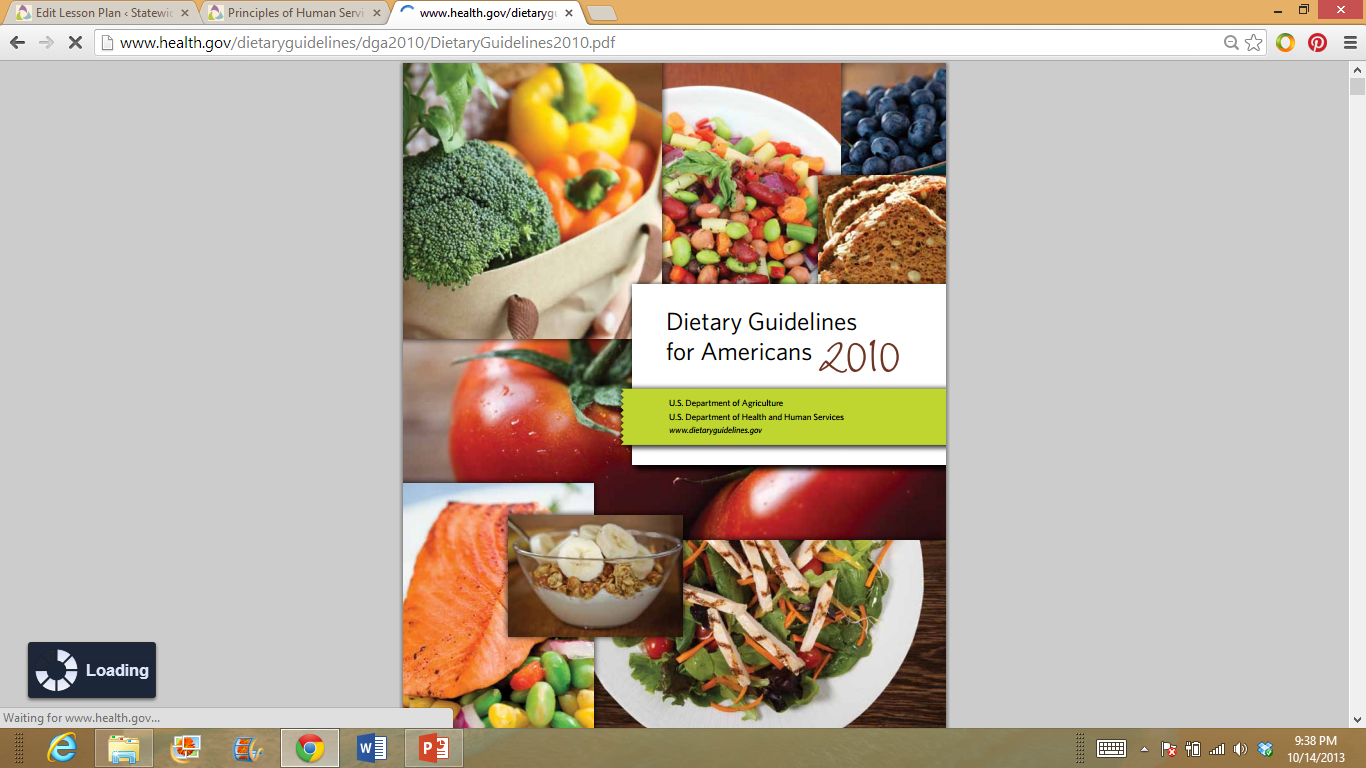 Edit Lesson Plan ‹ Statewid
Principles of Human Servi
www.health.gov/dietarygu
www.health.gov/dietaryguidelines/dga2010/DietaryGuidelines2010.pdf
Dietary Guidelines
for Americans 2010
U.S. Department of Agriculture
U.S. Department of Health and Human Services
www.dietaryguidelines.gov
Loading
Waiting for www.health.gov...
9:38 PM
10/14/2013